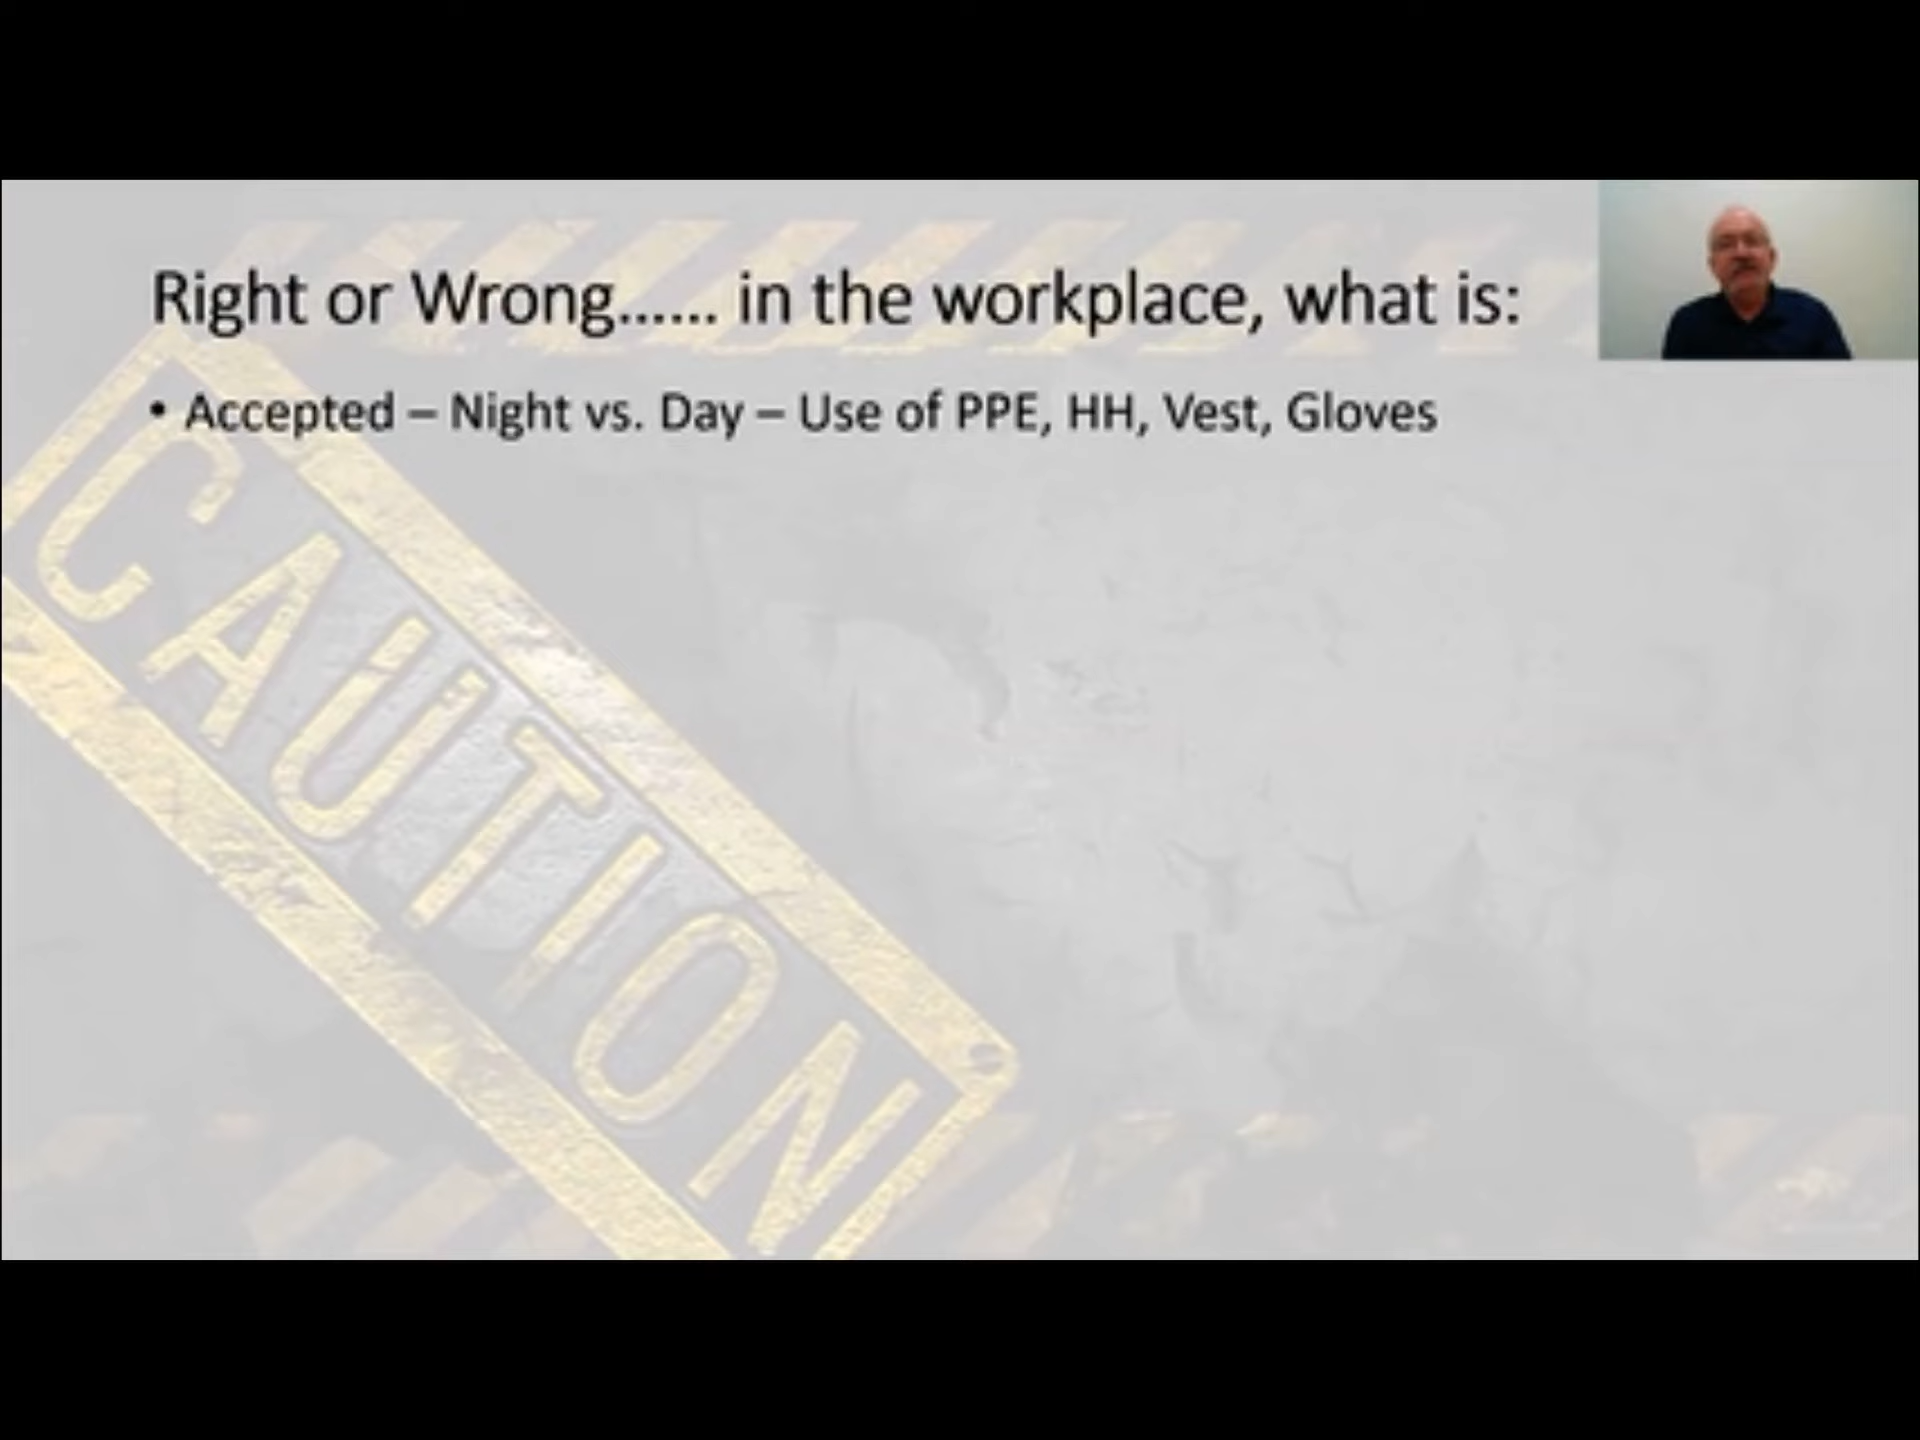 Right or Wrong...... in the workplace, what is:
• Accepted – Night vs. Day – Use of PPE, HH, Vest, Gloves
CAUTION